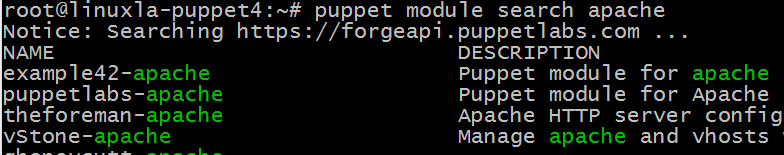 root@linuxla-puppet4:~# puppet module search apache
Notice: Searching https://forgeapi.puppetlabs.com ...
NAME DESCRIPTION
example42-apache Puppet module for apache
puppetlabs-apache Puppet module for Apache
theforeman-apache Apache HTTP server config
vStone-apache Manage apache and vhosts